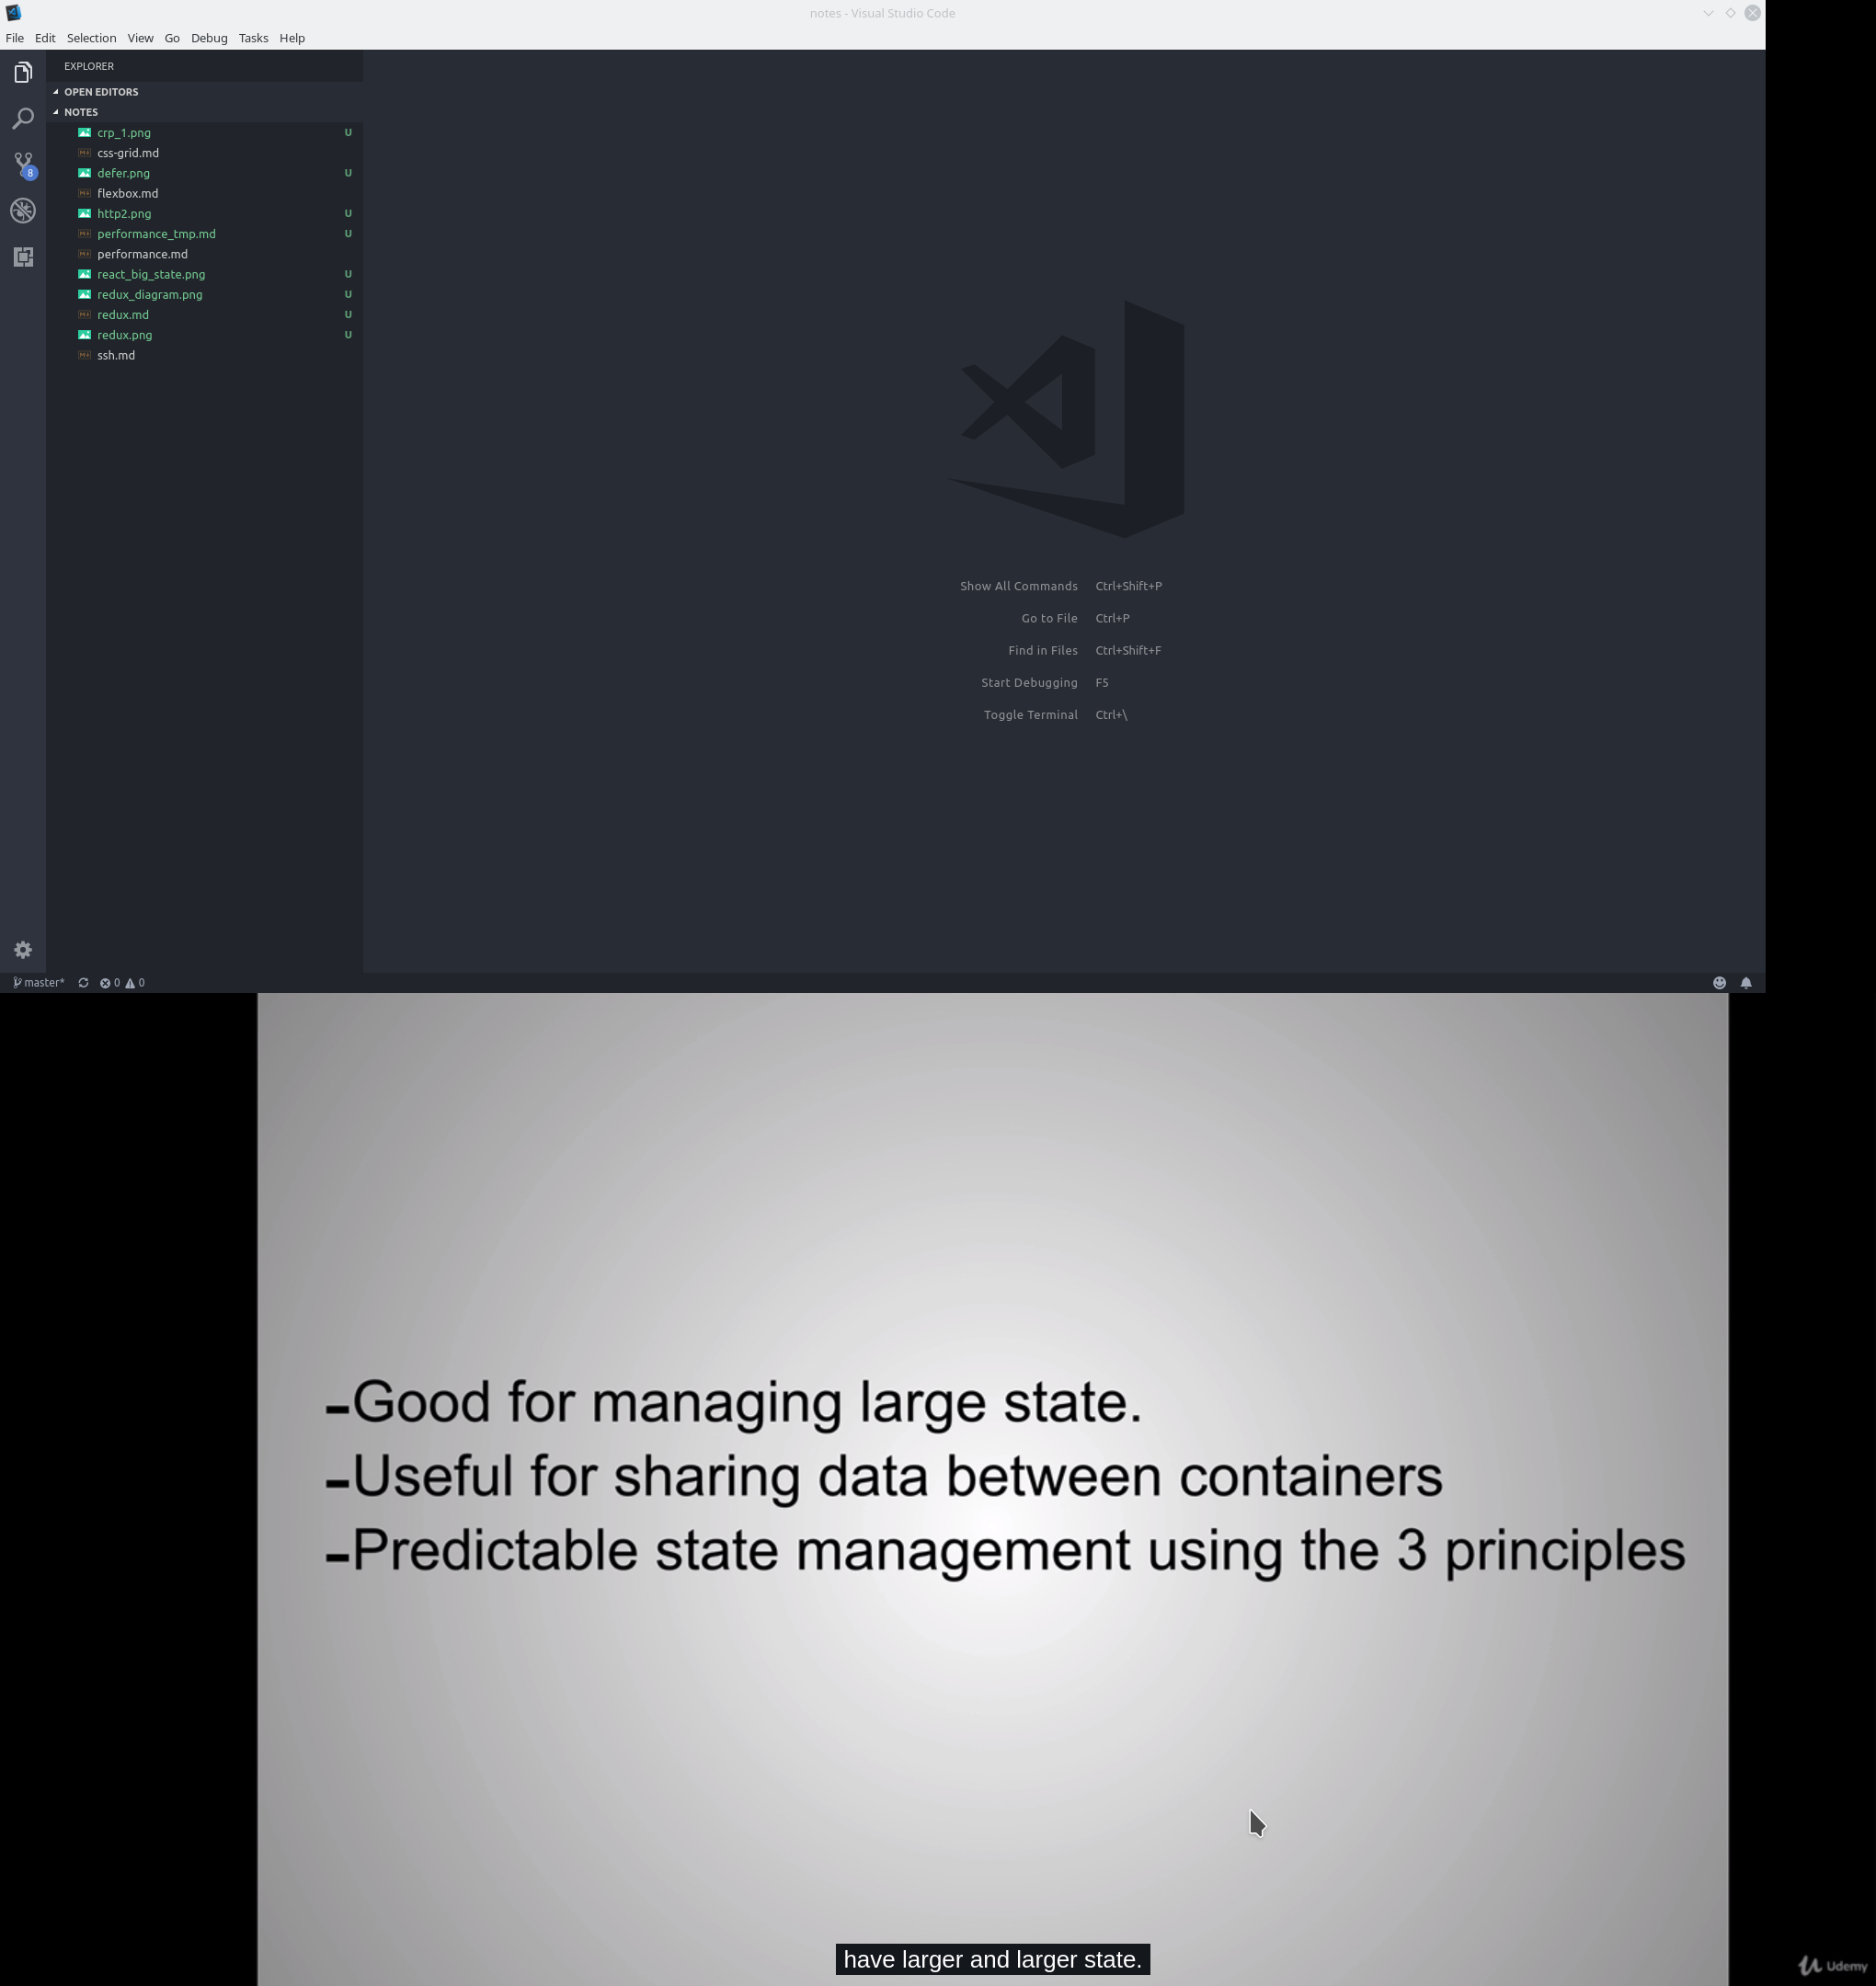 notes - Visual Studio Code
File Edit Selection View Go Debug Tasks Help
EXPLORER
OPEN EDITORS
NOTES
crp_1.png U
css-grid.md
defer.png U
flexbox.md
http2.png U
performance_tmp.md U
performance.md
react_big_state.png U
redux_diagram.png U
redux.md U
redux.png U
ssh.md
8
Show All Commands Ctrl+Shift+P
Go to File Ctrl+P
Find in Files Ctrl+Shift+F
Start Debugging F5
Toggle Terminal Ctrl+\
master* 0 0
-Good for managing large state.
-Useful for sharing data between containers
-Predictable state management using the 3 principles
have larger and larger state.
Udemy